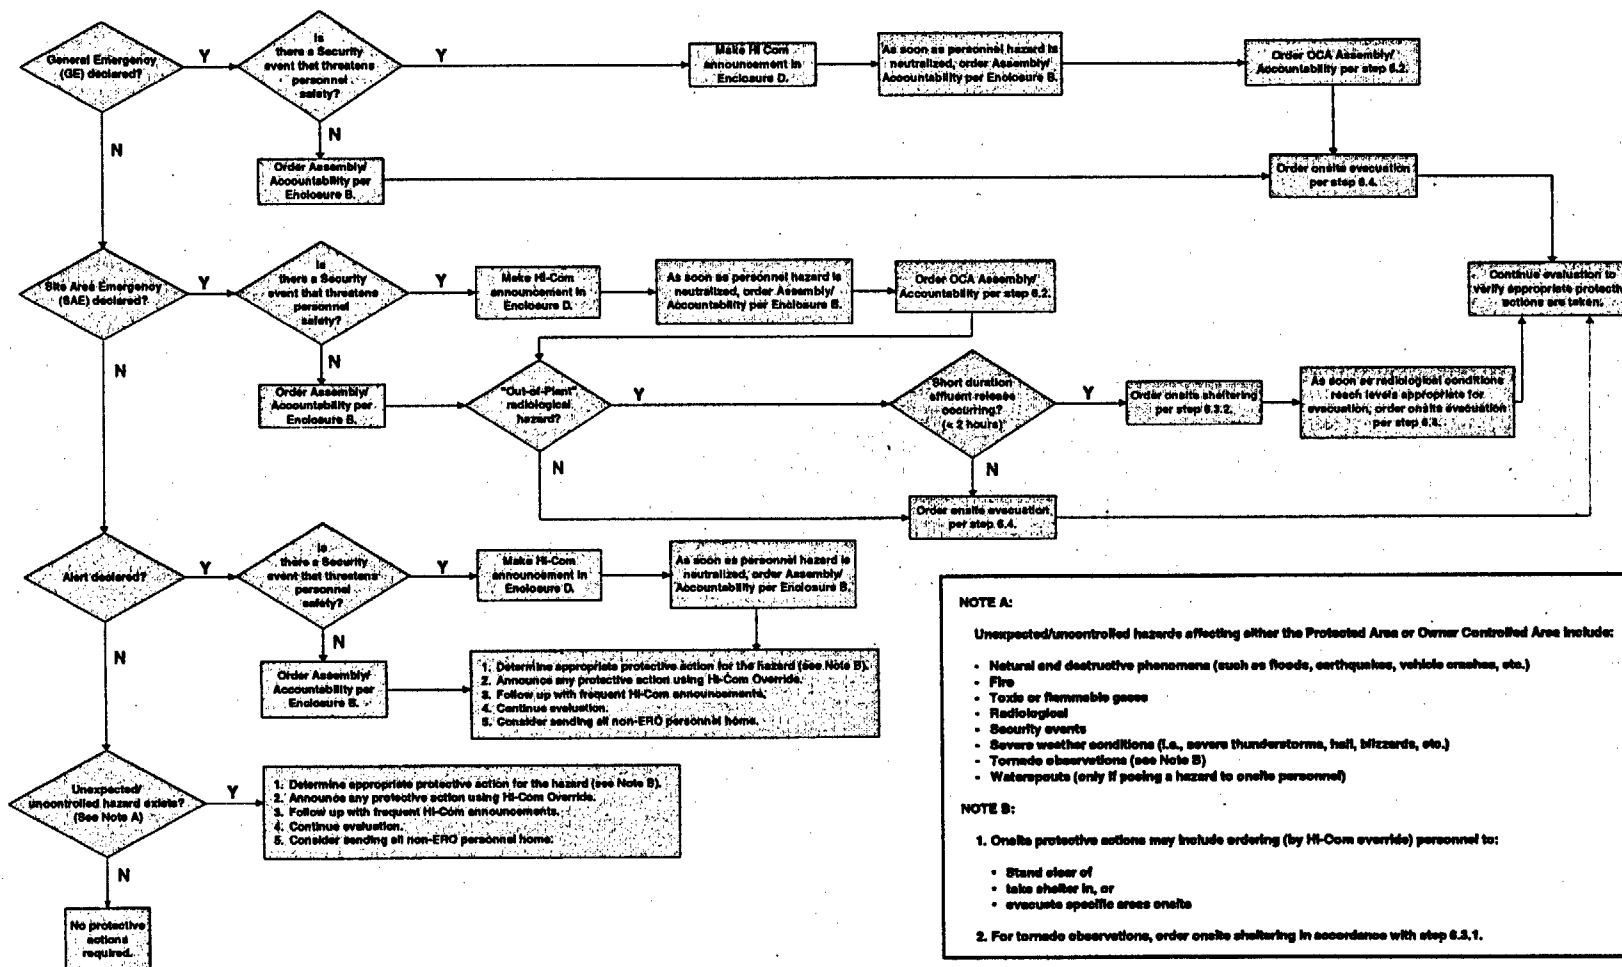 General Emergency
(GE) declared?
Y
Is
there a Security
event that threatens
personnel
safety?
Y
Make Hi Com
announcement in
Enclosure D.
As soon as personnel hazard is
neutralized, order Assembly/
Accountability per Enclosure B.
Order OCA Assembly/
Accountability per step 6.2.
N
N
Order Assembly/
Accountability per
Enclosure B.
Order onsite evacuation
per step 6.4.
Site Area Emergency
(SAE) declared?
Y
Is
there a Security
event that threatens
personnel
safety?
Y
Make Hi-Com
announcement in
Enclosure D.
As soon as personnel hazard is
neutralized, order Assembly/
Accountability per Enclosure B.
Order OCA Assembly/
Accountability per step 6.2.
Continue evaluation to
verify appropriate protectiv
actions are taken.
N
N
Order Assembly/
Accountability per
Enclosure B.
"Out-of-Plant"
radiological
hazard?
Y
Short duration
effluent release
occurring?
(< 2 hours)
Y
Order onsite sheltering
per step 6.3.2.
As soon as radiological conditions
reach levels appropriate for
evacuation, order onsite evacuation
per step 6.4.
N
N
Order onsite evacuation
per step 6.4.
Alert declared?
Y
Is
there a Security
event that threatens
personnel
safety?
Y
Make Hi-Com
announcement in
Enclosure D.
As soon as personnel hazard is
neutralized, order Assembly/
Accountability per Enclosure B.
N
N
Order Assembly/
Accountability per
Enclosure B.
1. Determine appropriate protective action for the hazard (see Note B).
2. Announce any protective action using Hi-Com Override.
3. Follow up with frequent Hi-Com announcements.
4. Continue evaluation.
5. Consider sending all non-ERO personnel home.
Unexpected/
uncontrolled hazard exists?
(See Note A)
Y
1. Determine appropriate protective action for the hazard (see Note B).
2. Announce any protective action using Hi-Com Override.
3. Follow up with frequent Hi-Com announcements.
4. Continue evaluation.
5. Consider sending all non-ERO personnel home.
N
No protective
actions
required.
NOTE A:
Unexpected/uncontrolled hazards affecting either the Protected Area or Owner Controlled Area include:
• Natural and destructive phenomena (such as floods, earthquakes, vehicle crashes, etc.)
• Fire
• Toxic or flammable gases
• Radiological
• Security events
• Severe weather conditions (i.e., severe thunderstorms, hail, blizzards, etc.)
• Tornado observations (see Note B)
• Waterspouts (only if posing a hazard to onsite personnel)
NOTE B:
1. Onsite protective actions may include ordering (by Hi-Com override) personnel to:
• Stand clear of
• take shelter in, or
• evacuate specific areas onsite
2. For tornado observations, order onsite sheltering in accordance with step 6.3.1.